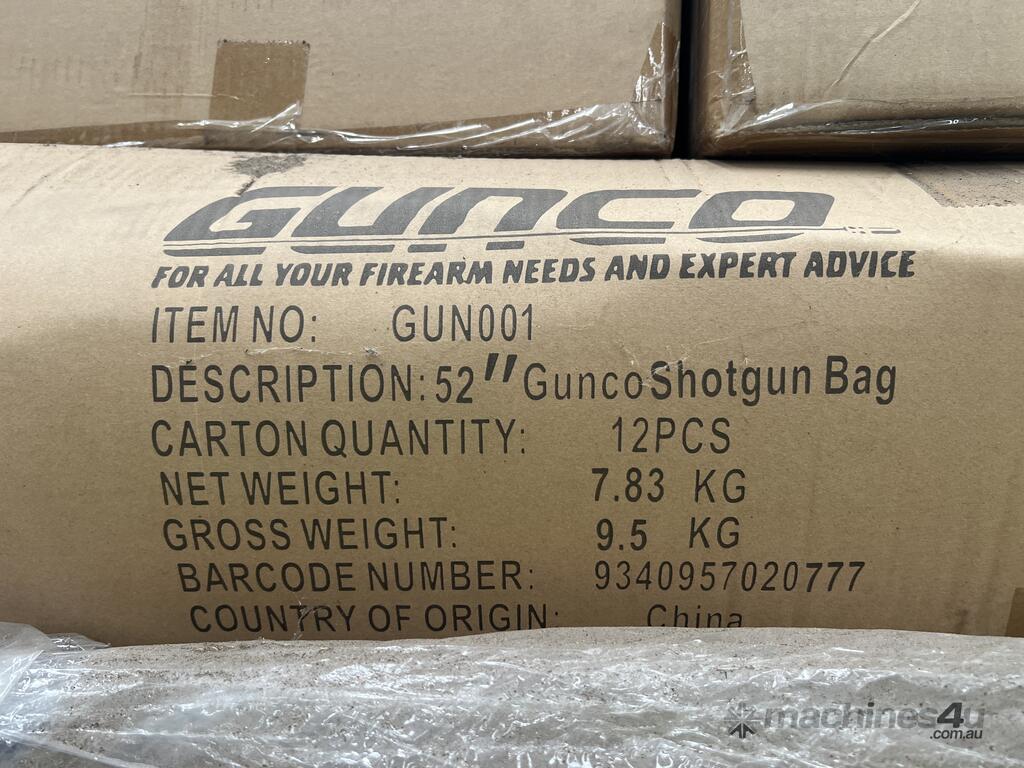 GUNCO
FOR ALL YOUR FIREARM NEEDS AND EXPERT ADVICE
ITEM NO: GUN001
DESCRIPTION: 52" Gunco Shotgun Bag
CARTON QUANTITY: 12PCS
NET WEIGHT: 7.83 KG
GROSS WEIGHT: 9.5 KG
BARCODE NUMBER: 9340957020777
COUNTRY OF ORIGIN: China
machines4u
.com.au